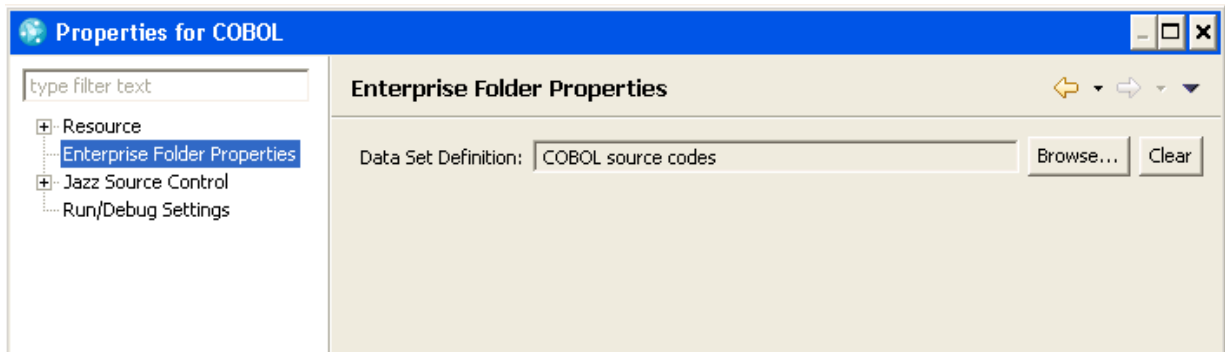 Properties for COBOL
type filter text
Resource
Enterprise Folder Properties
Jazz Source Control
Run/Debug Settings
Enterprise Folder Properties
Data Set Definition: COBOL source codes Browse... Clear